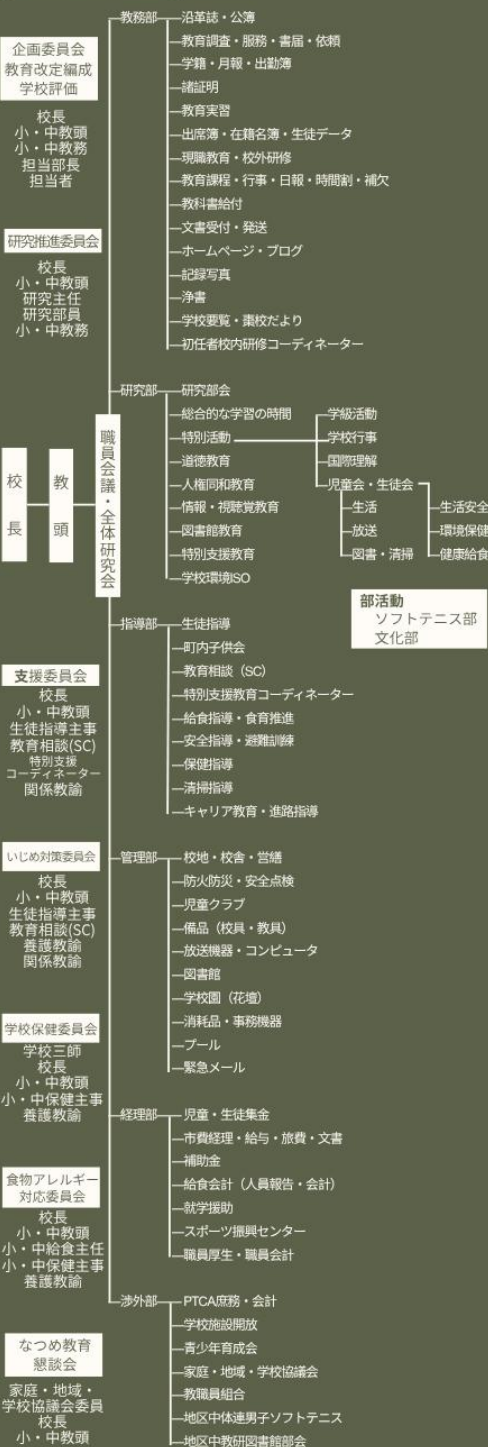 企画委員会
教育改定編成
学校評価
校長
小・中教頭
小・中教務
担当部長
担当者
研究推進委員会
校長
小・中教頭
研究主任
研究部員
小・中教務
校長
教頭
職員会議・全体研究会
支援委員会
校長
小・中教頭
生徒指導主事
教育相談(SC)
特別支援
コーディネーター
関係教諭
いじめ対策委員会
校長
小・中教頭
生徒指導主事
教育相談(SC)
養護教諭
関係教諭
学校保健委員会
学校三師
校長
小・中教頭
小・中保健主事
養護教諭
食物アレルギー
対応委員会
校長
小・中教頭
小・中給食主任
小・中保健主事
養護教諭
なつめ教育
懇談会
家庭・地域・
学校協議会委員
校長
小・中教頭
教務部
沿革誌・公簿
教育調査・服務・書届・依頼
学籍・月報・出勤簿
諸証明
教育実習
出席簿・在籍名簿・生徒データ
現職教育・校外研修
教育課程・行事・日報・時間割・補欠
教科書給付
文書受付・発送
ホームページ・ブログ
記録写真
浄書
学校要覧・棗校だより
初任者校内研修コーディネーター
研究部
研究部会
総合的な学習の時間
特別活動
道徳教育
人権同和教育
情報・視聴覚教育
図書館教育
特別支援教育
学校環境ISO
学級活動
学校行事
国際理解
児童会・生徒会
生活
放送
図書・清掃
生活安全
環境保健
健康給食
部活動
ソフトテニス部
文化部
指導部
生徒指導
町内子供会
教育相談（SC）
特別支援教育コーディネーター
給食指導・食育推進
安全指導・避難訓練
保健指導
清掃指導
キャリア教育・進路指導
管理部
校地・校舎・営繕
防火防災・安全点検
児童クラブ
備品（校具・教具）
放送機器・コンピュータ
図書館
学校園（花壇）
消耗品・事務機器
プール
緊急メール
経理部
児童・生徒集金
市費経理・給与・旅費・文書
補助金
給食会計（人員報告・会計）
就学援助
スポーツ振興センター
職員厚生・職員会計
渉外部
PTCA庶務・会計
学校施設開放
青少年育成会
家庭・地域・学校協議会
教職員組合
地区中体連男子ソフトテニス
地区中教研図書館部会